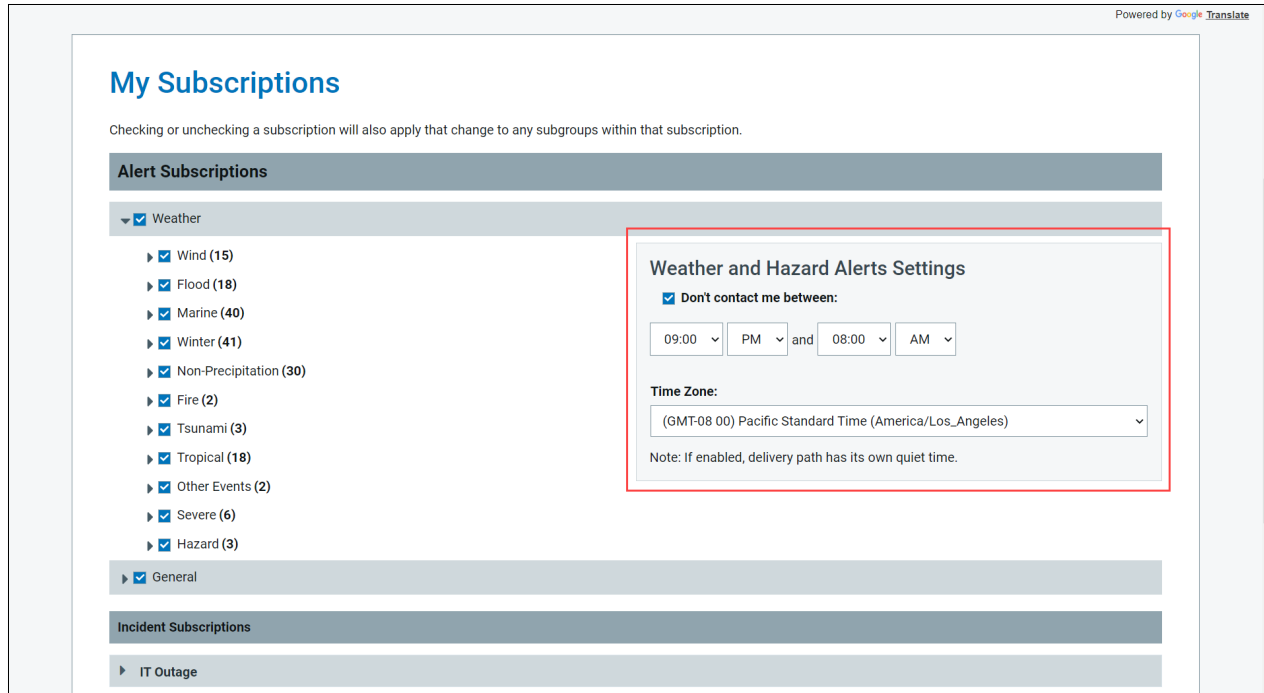 Powered by Google Translate
My Subscriptions
Checking or unchecking a subscription will also apply that change to any subgroups within that subscription.
Alert Subscriptions
Weather
Wind (15)
Flood (18)
Marine (40)
Winter (41)
Non-Precipitation (30)
Fire (2)
Tsunami (3)
Tropical (18)
Other Events (2)
Severe (6)
Hazard (3)
Weather and Hazard Alerts Settings
Don't contact me between:
09:00 PM and 08:00 AM
Time Zone:
(GMT-08 00) Pacific Standard Time (America/Los_Angeles)
Note: If enabled, delivery path has its own quiet time.
General
Incident Subscriptions
IT Outage